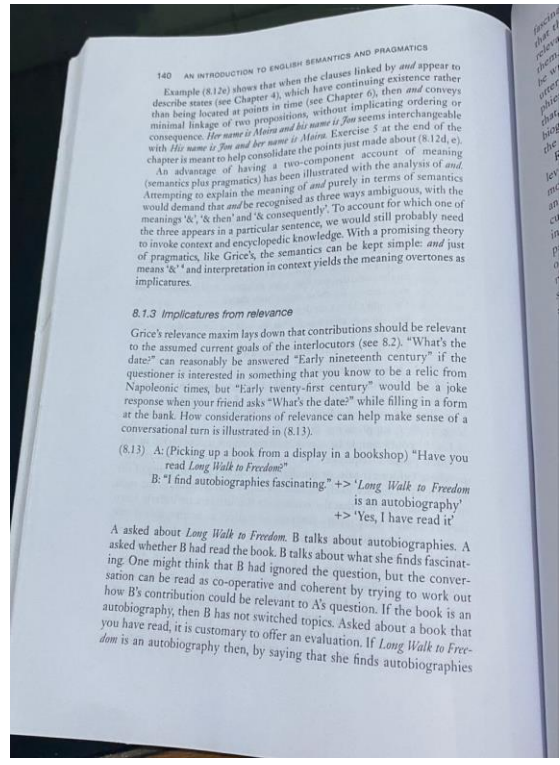 140 AN INTRODUCTION TO ENGLISH SEMANTICS AND PRAGMATICS
Example (8.12e) shows that when the clauses linked by and appear to
describe states (see Chapter 4), which have continuing existence rather
than being located at points in time (see Chapter 6), then and conveys
minimal linkage of two propositions, without implicating ordering or
consequence. Her name is Moira and his name is Jon seems interchangeable
with His name is Jon and her name is Moira. Exercise 5 at the end of the
chapter is meant to help consolidate the points just made about (8.12d, e).
An advantage of having a two-component account of meaning
(semantics plus pragmatics) has been illustrated with the analysis of and.
Attempting to explain the meaning of and purely in terms of semantics
would demand that and be recognised as three ways ambiguous, with the
meanings '&', '& then' and '& consequently'. To account for which one of
the three appears in a particular sentence, we would still probably need
to invoke context and encyclopedic knowledge. With a promising theory
of pragmatics, like Grice's, the semantics can be kept simple: and just
means '&'⁴ and interpretation in context yields the meaning overtones as
implicatures.
8.1.3 Implicatures from relevance
Grice's relevance maxim lays down that contributions should be relevant
to the assumed current goals of the interlocutors (see 8.2). "What's the
date?" can reasonably be answered "Early nineteenth century" if the
questioner is interested in something that you know to be a relic from
Napoleonic times, but "Early twenty-first century" would be a joke
response when your friend asks "What's the date?" while filling in a form
at the bank. How considerations of relevance can help make sense of a
conversational turn is illustrated in (8.13).
(8.13) A: (Picking up a book from a display in a bookshop) "Have you
read Long Walk to Freedom?"
B: "I find autobiographies fascinating." +> 'Long Walk to Freedom
is an autobiography'
+> 'Yes, I have read it'
A asked about Long Walk to Freedom. B talks about autobiographies. A
asked whether B had read the book. B talks about what she finds fascinat-
ing. One might think that B had ignored the question, but the conver-
sation can be read as co-operative and coherent by trying to work out
how B's contribution could be relevant to A's question. If the book is an
autobiography, then B has not switched topics. Asked about a book that
you have read, it is customary to offer an evaluation. If Long Walk to Free-
dom is an autobiography then, by saying that she finds autobiographies